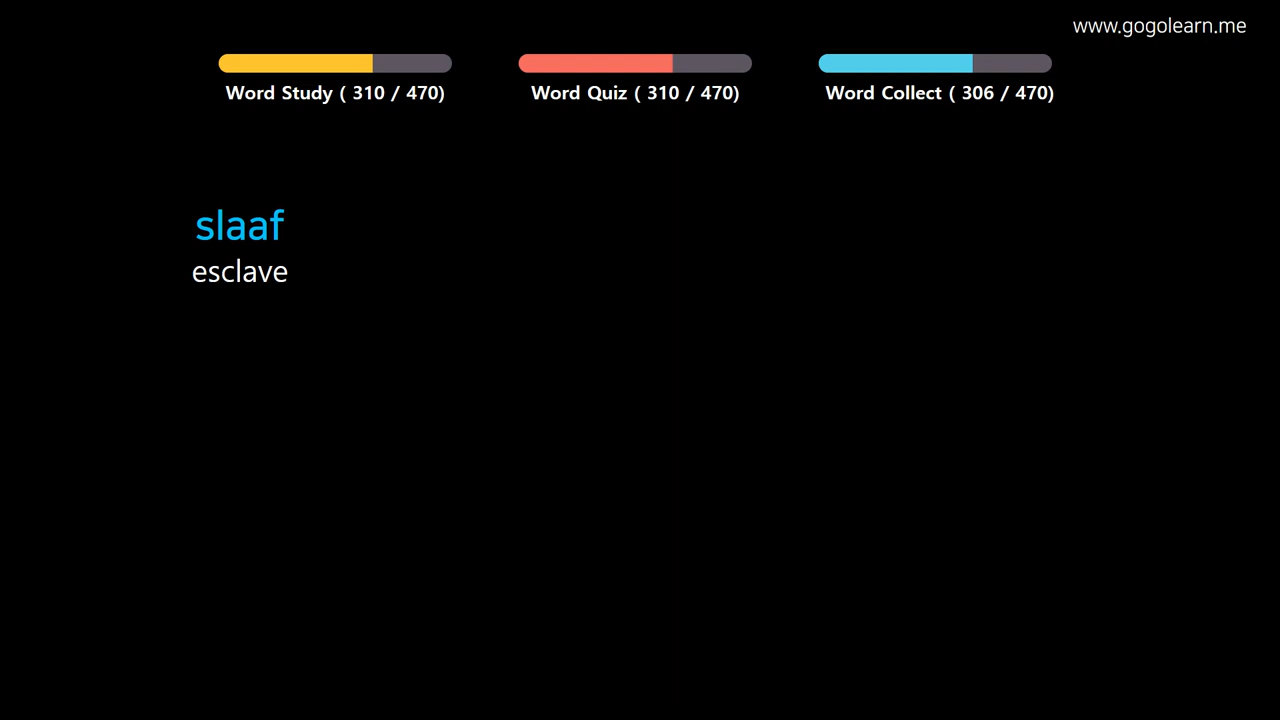 www.gogolearn.me
Word Study ( 310 / 470)
Word Quiz ( 310 / 470)
Word Collect ( 306 / 470)
slaaf
esclave